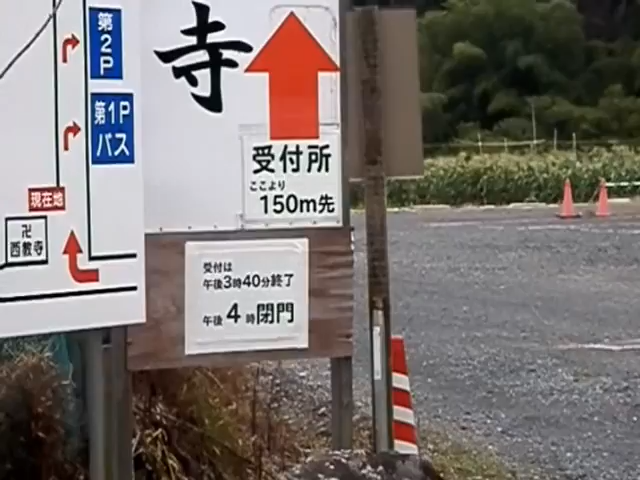 第2P
第1P
バス
現在地
卍
西教寺
寺
受付所
ここより
150m先
受付は
午後3時40分終了
午後4時閉門